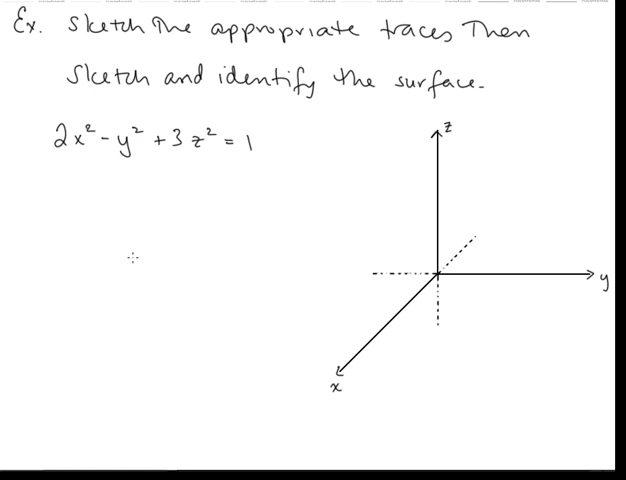 Ex. Sketch the appropriate traces Then
Sketch and identify the surface.
2x² - y² + 3z² = 1
z
y
x